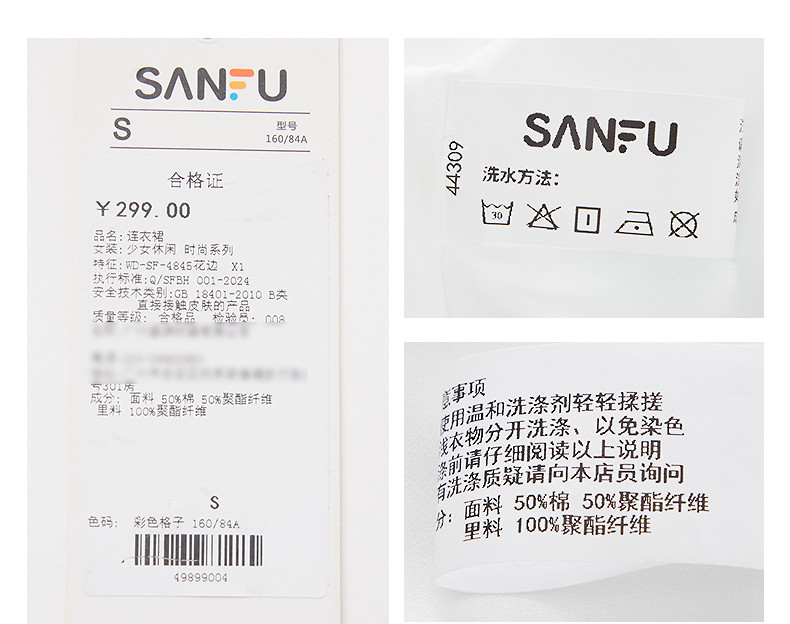 SANFU
S
型号
160/84A
合格证
￥299.00
品名:连衣裙
女装:少女休闲 时尚系列
特征:WD-SF-4845花边 X1
执行标准:Q/SFBH 001-2024
安全技术类别:GB 18401-2010 B类
直接接触皮肤的产品
质量等级: 合格品 检验员: 008
号301房
成分: 面料 50%棉 50%聚酯纤维
里料 100%聚酯纤维
S
色码: 彩色格子 160/84A
49899004
SANFU
44309
洗水方法:
30
意事项
使用温和洗涤剂轻轻揉搓
浅衣物分开洗涤、以免染色
涤前请仔细阅读以上说明
有洗涤质疑请向本店员询问
分: 面料 50%棉 50%聚酯纤维
里料 100%聚酯纤维